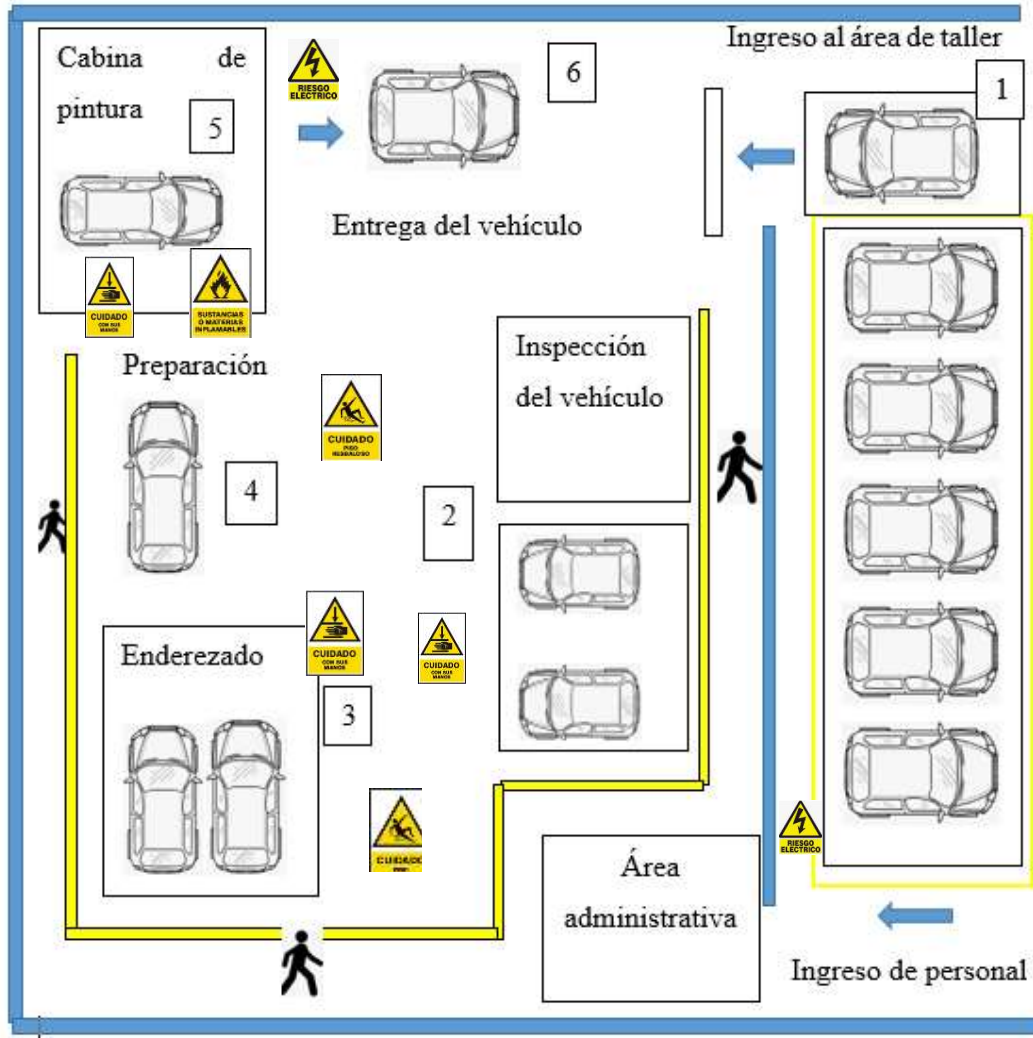 Cabina de
pintura
5
RIESGO
ELÉCTRICO
6
Ingreso al área de taller
1
Entrega del vehículo
CUIDADO
CON SUS
MANOS
SUSTANCIAS
O MATERIAS
INFLAMABLES
Preparación
CUIDADO
PISO
RESBALOSO
Inspección
del vehículo
4
2
Enderezado
CUIDADO
CON SUS
MANOS
CUIDADO
CON SUS
MANOS
3
CUIDADO
RIESGO
ELÉCTRICO
Área
administrativa
Ingreso de personal